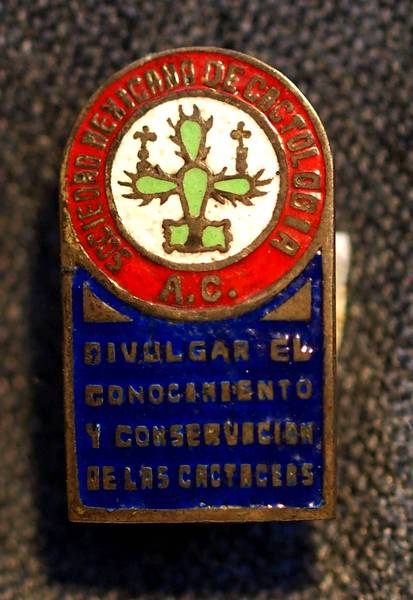 SOCIEDAD MEXICANA DE CACTOLOGIA
A.C.
DIVULGAR EL
CONOCIMIENTO
Y CONSERVACION
DE LAS CACTACEAS